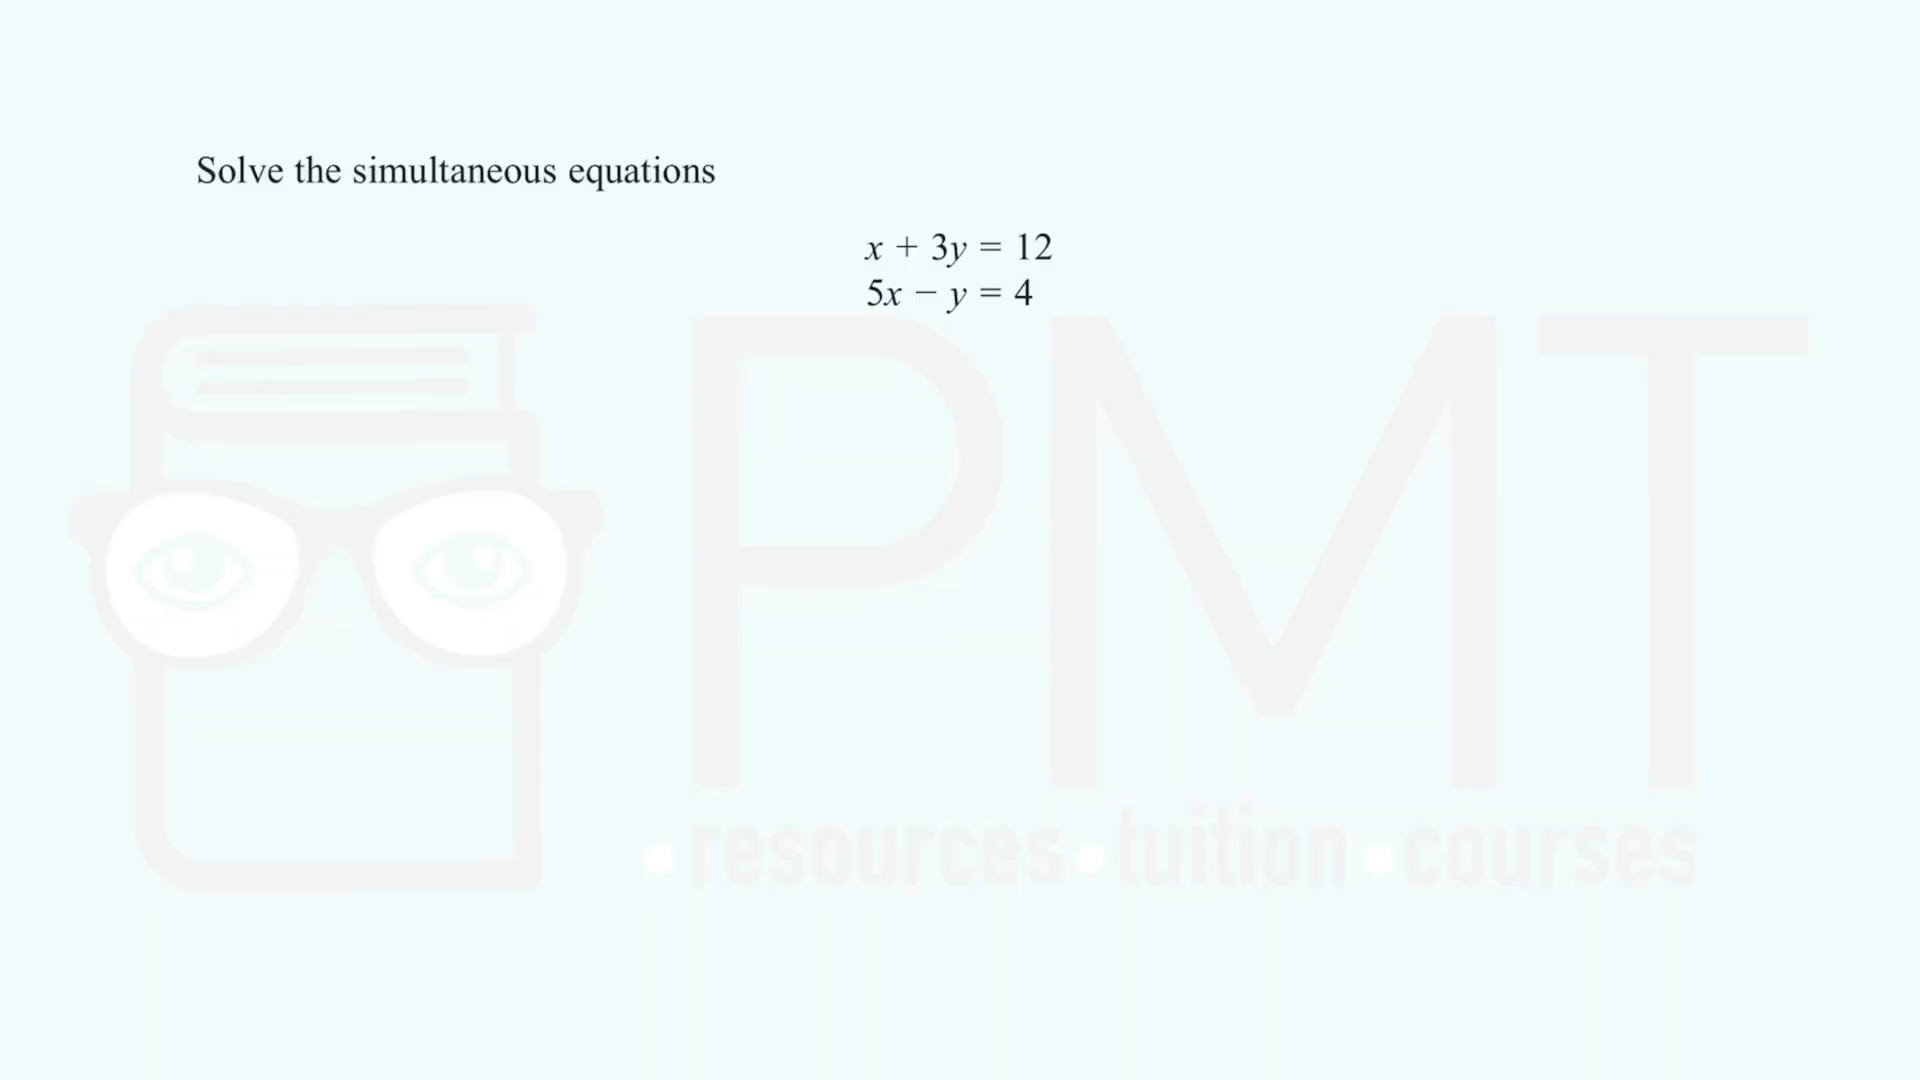 Solve the simultaneous equations
x + 3y = 12
5x − y = 4
PMT
•resources•tuition•courses